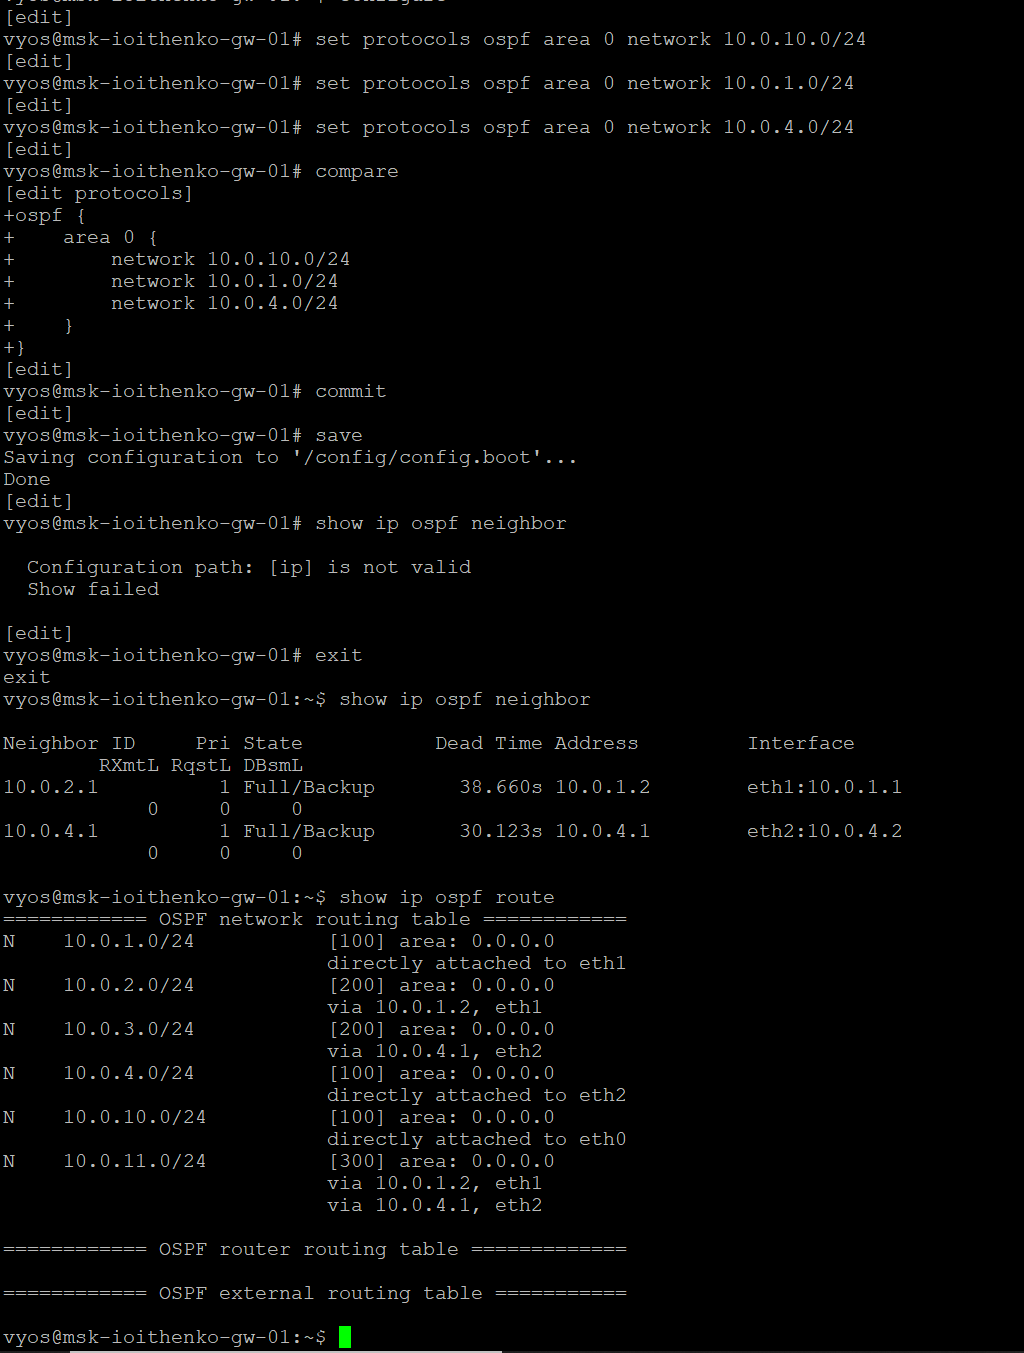 [edit]
vyos@msk-ioithenko-gw-01# set protocols ospf area 0 network 10.0.10.0/24
[edit]
vyos@msk-ioithenko-gw-01# set protocols ospf area 0 network 10.0.1.0/24
[edit]
vyos@msk-ioithenko-gw-01# set protocols ospf area 0 network 10.0.4.0/24
[edit]
vyos@msk-ioithenko-gw-01# compare
[edit protocols]
+ospf {
+    area 0 {
+        network 10.0.10.0/24
+        network 10.0.1.0/24
+        network 10.0.4.0/24
+    }
+}
[edit]
vyos@msk-ioithenko-gw-01# commit
[edit]
vyos@msk-ioithenko-gw-01# save
Saving configuration to '/config/config.boot'...
Done
[edit]
vyos@msk-ioithenko-gw-01# show ip ospf neighbor
  Configuration path: [ip] is not valid
  Show failed
[edit]
vyos@msk-ioithenko-gw-01# exit
exit
vyos@msk-ioithenko-gw-01:~$ show ip ospf neighbor
Neighbor ID     Pri State           Dead Time Address         Interface
        RXmtL RqstL DBsmL
10.0.2.1          1 Full/Backup       38.660s 10.0.1.2        eth1:10.0.1.1
            0     0     0
10.0.4.1          1 Full/Backup       30.123s 10.0.4.1        eth2:10.0.4.2
            0     0     0
vyos@msk-ioithenko-gw-01:~$ show ip ospf route
============ OSPF network routing table ============
N    10.0.1.0/24           [100] area: 0.0.0.0
                           directly attached to eth1
N    10.0.2.0/24           [200] area: 0.0.0.0
                           via 10.0.1.2, eth1
N    10.0.3.0/24           [200] area: 0.0.0.0
                           via 10.0.4.1, eth2
N    10.0.4.0/24           [100] area: 0.0.0.0
                           directly attached to eth2
N    10.0.10.0/24          [100] area: 0.0.0.0
                           directly attached to eth0
N    10.0.11.0/24          [300] area: 0.0.0.0
                           via 10.0.1.2, eth1
                           via 10.0.4.1, eth2
============ OSPF router routing table =============
============ OSPF external routing table ===========
vyos@msk-ioithenko-gw-01:~$